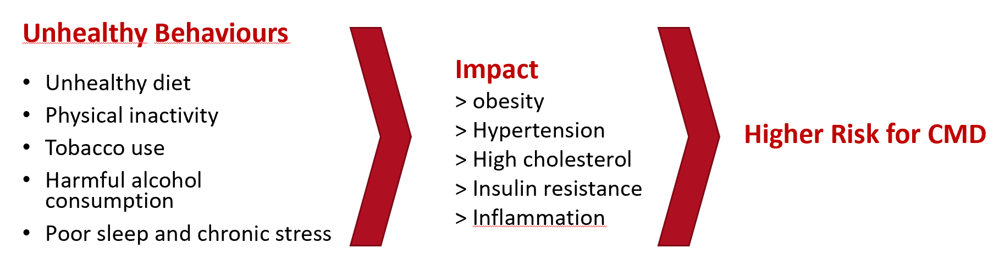 Unhealthy Behaviours
• Unhealthy diet
• Physical inactivity
• Tobacco use
• Harmful alcohol
consumption
• Poor sleep and chronic stress
Impact
> obesity
> Hypertension
> High cholesterol
> Insulin resistance
> Inflammation
Higher Risk for CMD